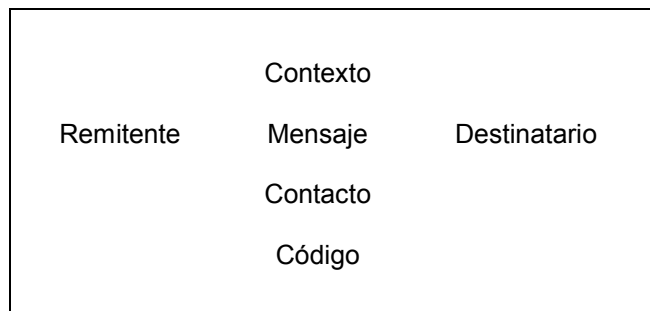 Contexto
Remitente Mensaje Destinatario
Contacto
Código